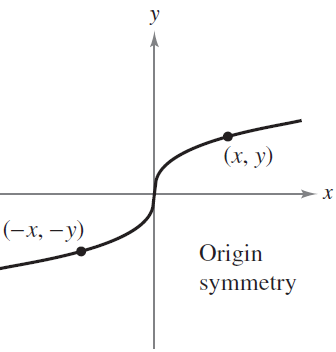 y
(x, y)
x
(−x, −y)
Origin
symmetry